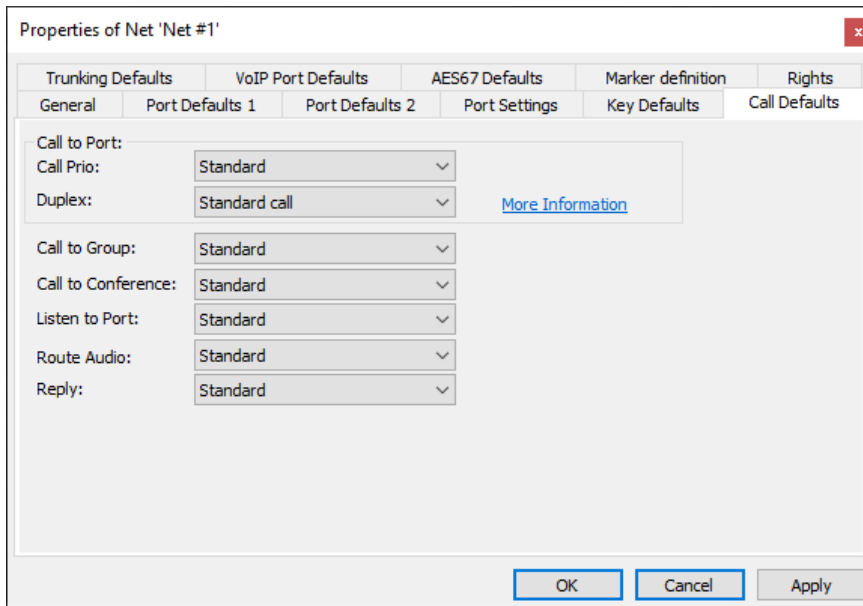 Properties of Net 'Net #1'
x
Trunking Defaults VoIP Port Defaults AES67 Defaults Marker definition Rights
General Port Defaults 1 Port Defaults 2 Port Settings Key Defaults Call Defaults
Call to Port:
Call Prio: Standard
Duplex: Standard call More Information
Call to Group: Standard
Call to Conference: Standard
Listen to Port: Standard
Route Audio: Standard
Reply: Standard
OK Cancel Apply